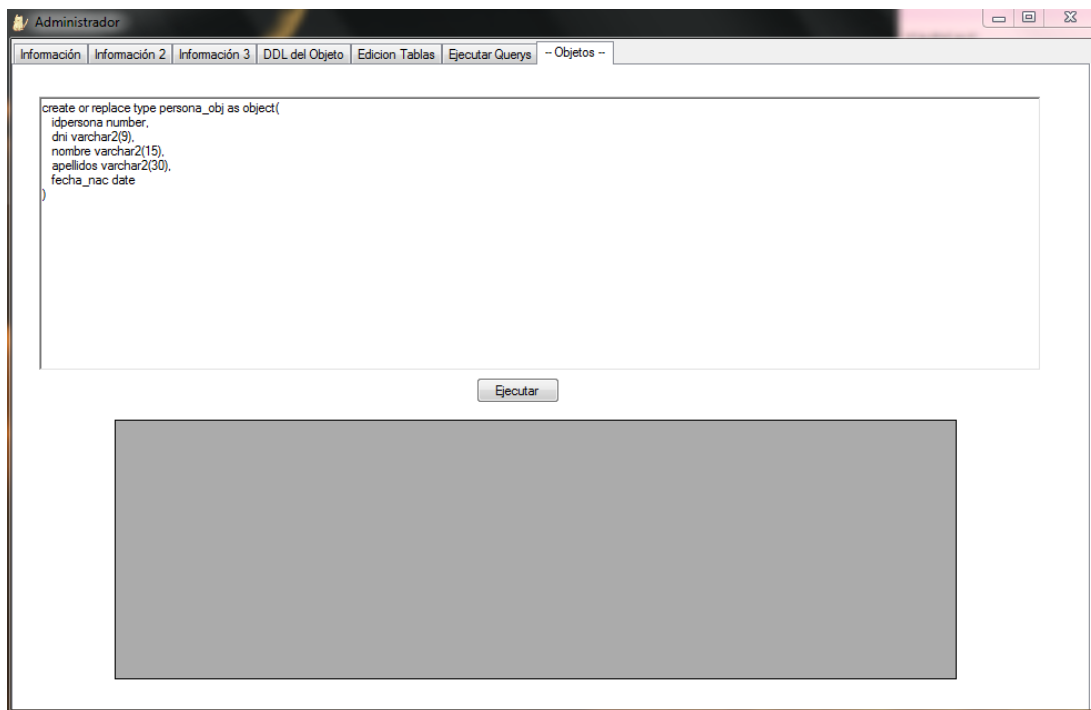 Administrador
Información Información 2 Información 3 DDL del Objeto Edicion Tablas Ejecutar Querys -- Objetos --
create or replace type persona_obj as object(
idpersona number,
dni varchar2(9),
nombre varchar2(15),
apellidos varchar2(30),
fecha_nac date
)
Ejecutar